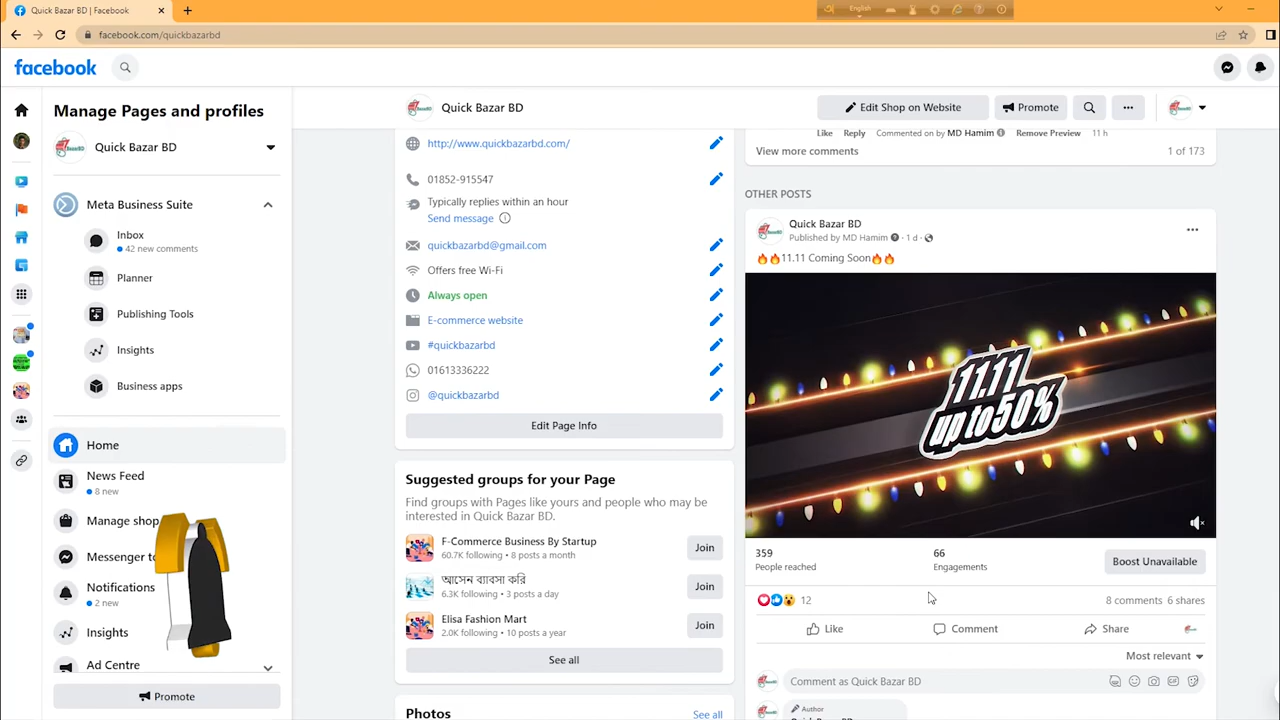 Quick Bazar BD | Facebook
English
facebook.com/quickbazarbd
facebook
Manage Pages and profiles
Quick Bazar BD
Meta Business Suite
Inbox
42 new comments
Planner
Publishing Tools
Insights
Business apps
Home
News Feed
8 new
Manage shop
Messenger to
Notifications
2 new
Insights
Ad Centre
Promote
Quick Bazar BD
Edit Shop on Website
Promote
http://www.quickbazarbd.com/
01852-915547
Typically replies within an hour
Send message
quickbazarbd@gmail.com
Offers free Wi-Fi
Always open
E-commerce website
#quickbazarbd
01613336222
@quickbazarbd
Edit Page Info
Suggested groups for your Page
Find groups with Pages like yours and people who may be
interested in Quick Bazar BD.
F-Commerce Business By Startup
60.7K following • 8 posts a month
Join
আসেন ব্যাবসা করি
6.3K following • 3 posts a day
Join
Elisa Fashion Mart
2.0K following • 10 posts a year
Join
See all
Photos
See all
Like Reply Commented on by MD Hamim 11 h Remove Preview
View more comments
1 of 173
OTHER POSTS
Quick Bazar BD
Published by MD Hamim · 1 d ·
🔥🔥11.11 Coming Soon🔥🔥
11.11
up to 50%
359
People reached
66
Engagements
Boost Unavailable
12
8 comments 6 shares
Like
Comment
Share
Most relevant
Comment as Quick Bazar BD
Author